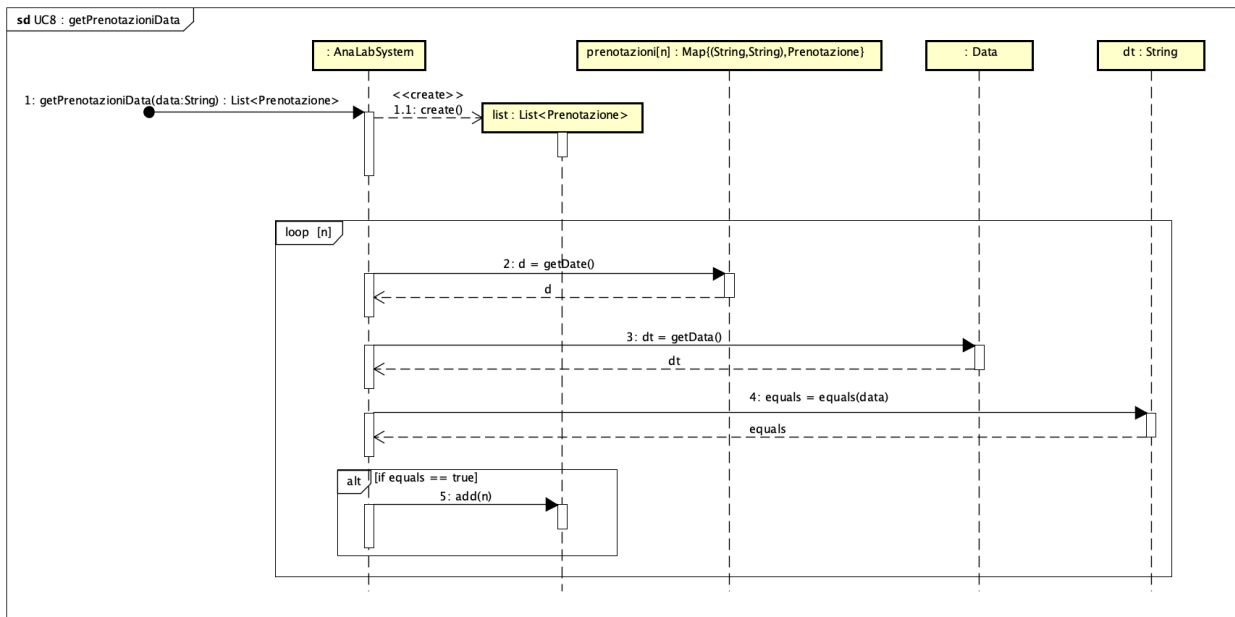 sd UC8 : getPrenotazioniData
: AnaLabSystem
prenotazioni[n] : Map{(String,String),Prenotazione}
: Data
dt : String
1: getPrenotazioniData(data:String) : List<Prenotazione>
<<create>>
1.1: create()
list : List<Prenotazione>
loop [n]
2: d = getDate()
d
3: dt = getData()
dt
4: equals = equals(data)
equals
alt [if equals == true]
5: add(n)